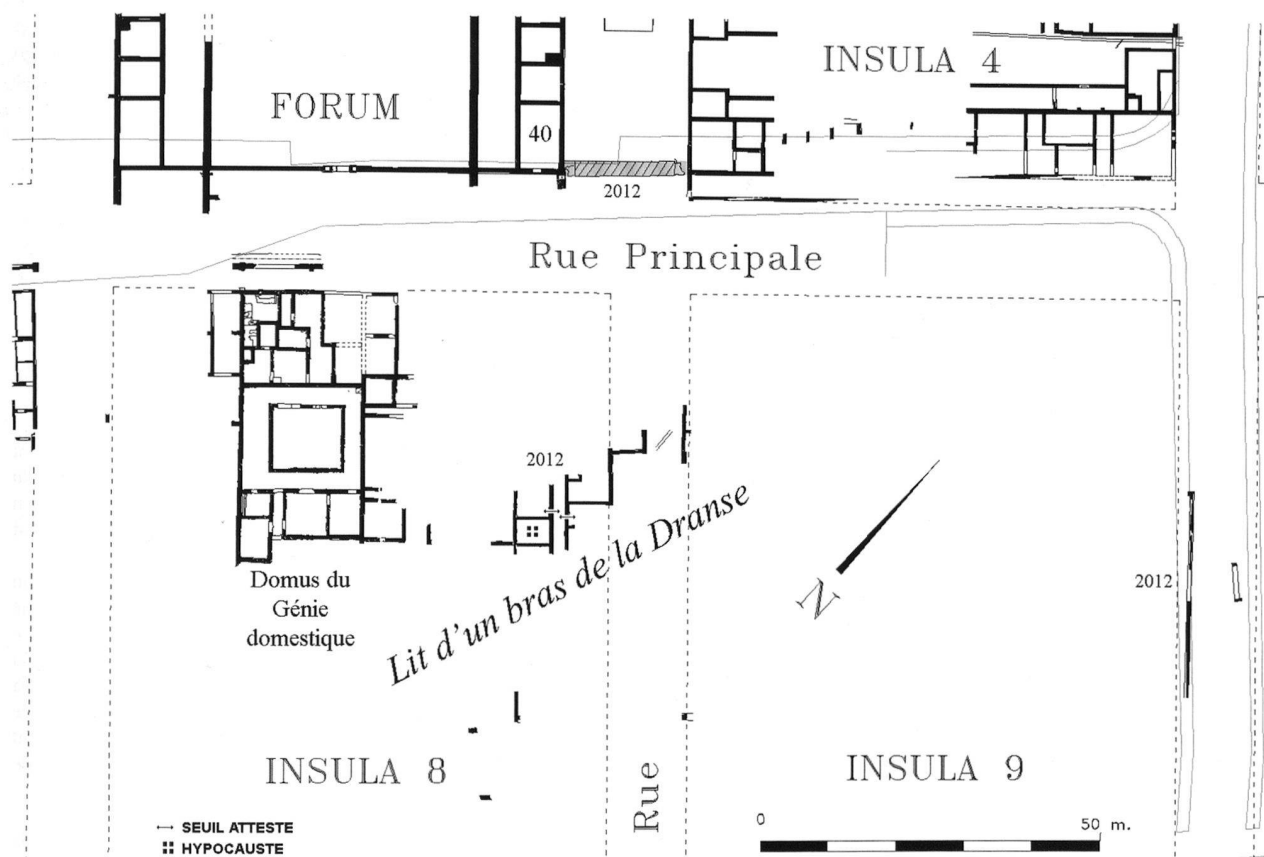 INSULA 4
FORUM
40
2012
Rue Principale
2012
Lit d'un bras de la Dranse
N
2012
Domus du
Génie
domestique
INSULA 8
Rue
INSULA 9
SEUIL ATTESTE
HYPOCAUSTE
0
50 m.